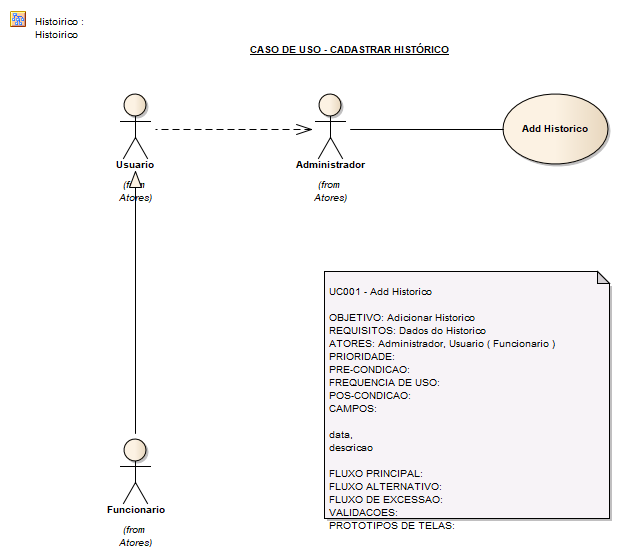 Histoirico :
Histoirico
CASO DE USO - CADASTRAR HISTÓRICO
Usuario
(from
Atores)
Administrador
(from
Atores)
Add Historico
UC001 - Add Historico
OBJETIVO: Adicionar Historico
REQUISITOS: Dados do Historico
ATORES: Administrador, Usuario ( Funcionario )
PRIORIDADE:
PRE-CONDICAO:
FREQUENCIA DE USO:
POS-CONDICAO:
CAMPOS:
data,
descricao
FLUXO PRINCIPAL:
FLUXO ALTERNATIVO:
FLUXO DE EXCESSAO:
VALIDACOES:
PROTOTIPOS DE TELAS:
Funcionario
(from
Atores)